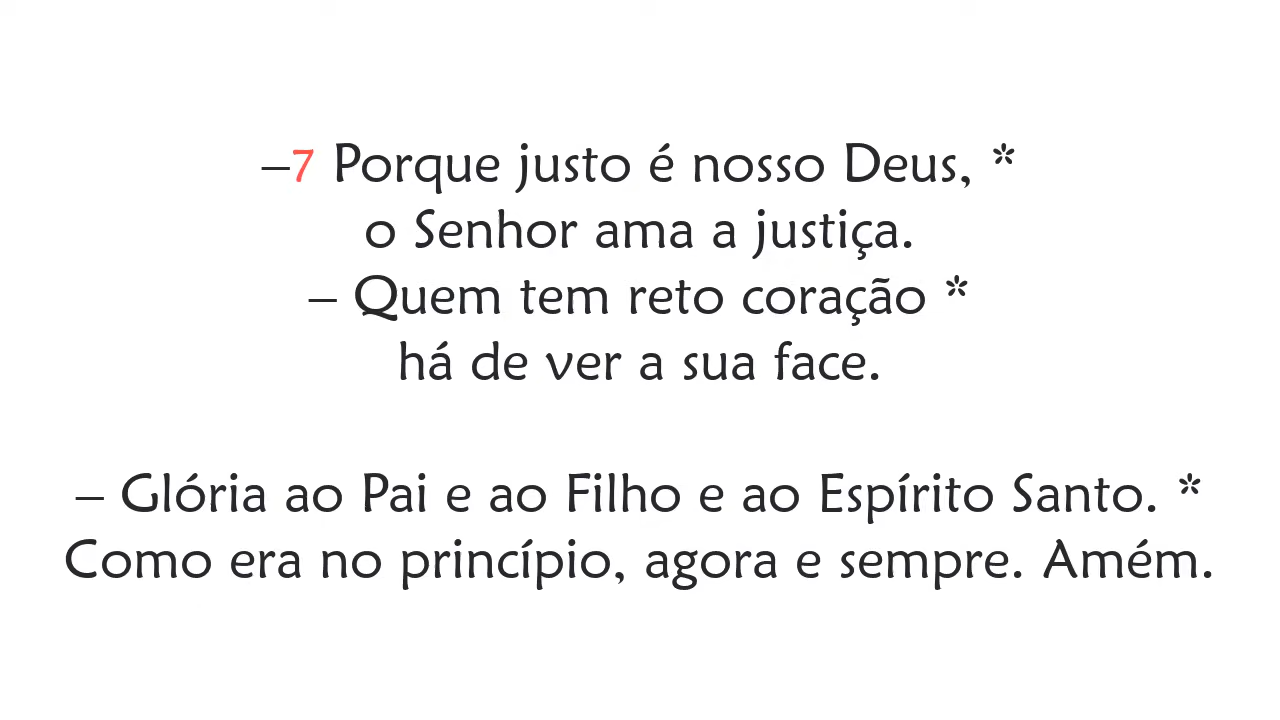 –7 Porque justo é nosso Deus, *
o Senhor ama a justiça.
– Quem tem reto coração *
há de ver a sua face.
– Glória ao Pai e ao Filho e ao Espírito Santo. *
Como era no princípio, agora e sempre. Amém.